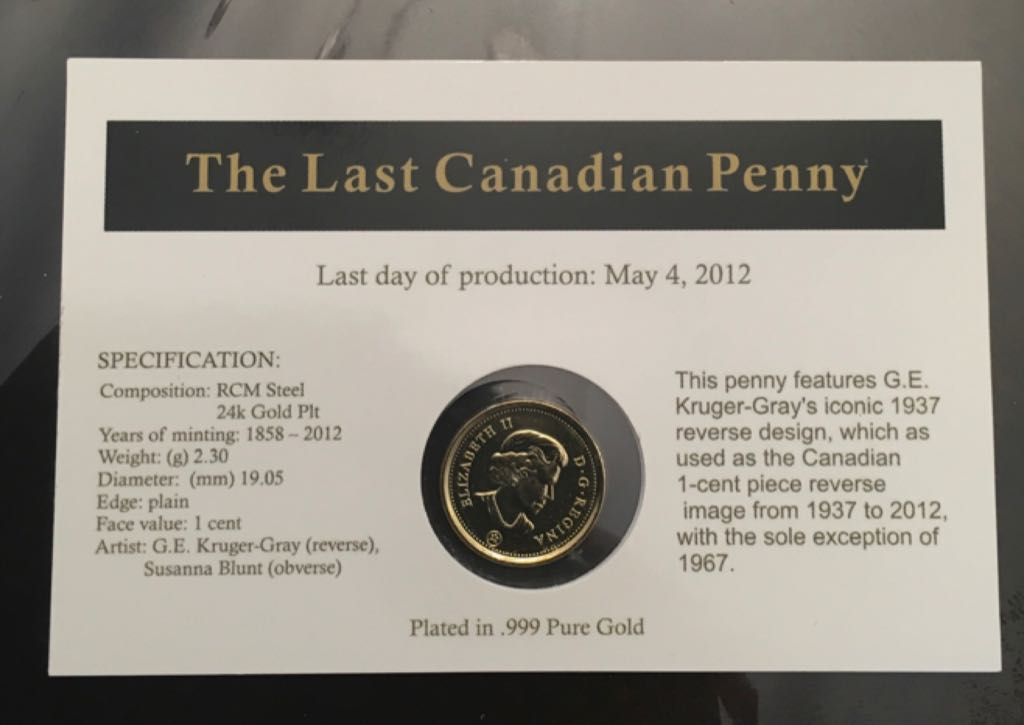 The Last Canadian Penny
Last day of production: May 4, 2012
SPECIFICATION:
Composition: RCM Steel
24k Gold Plt
Years of minting: 1858 – 2012
Weight: (g) 2.30
Diameter: (mm) 19.05
Edge: plain
Face value: 1 cent
Artist: G.E. Kruger-Gray (reverse),
Susanna Blunt (obverse)
ELIZABETH II
D·G·REGINA
This penny features G.E.
Kruger-Gray's iconic 1937
reverse design, which as
used as the Canadian
1-cent piece reverse
image from 1937 to 2012,
with the sole exception of
1967.
Plated in .999 Pure Gold